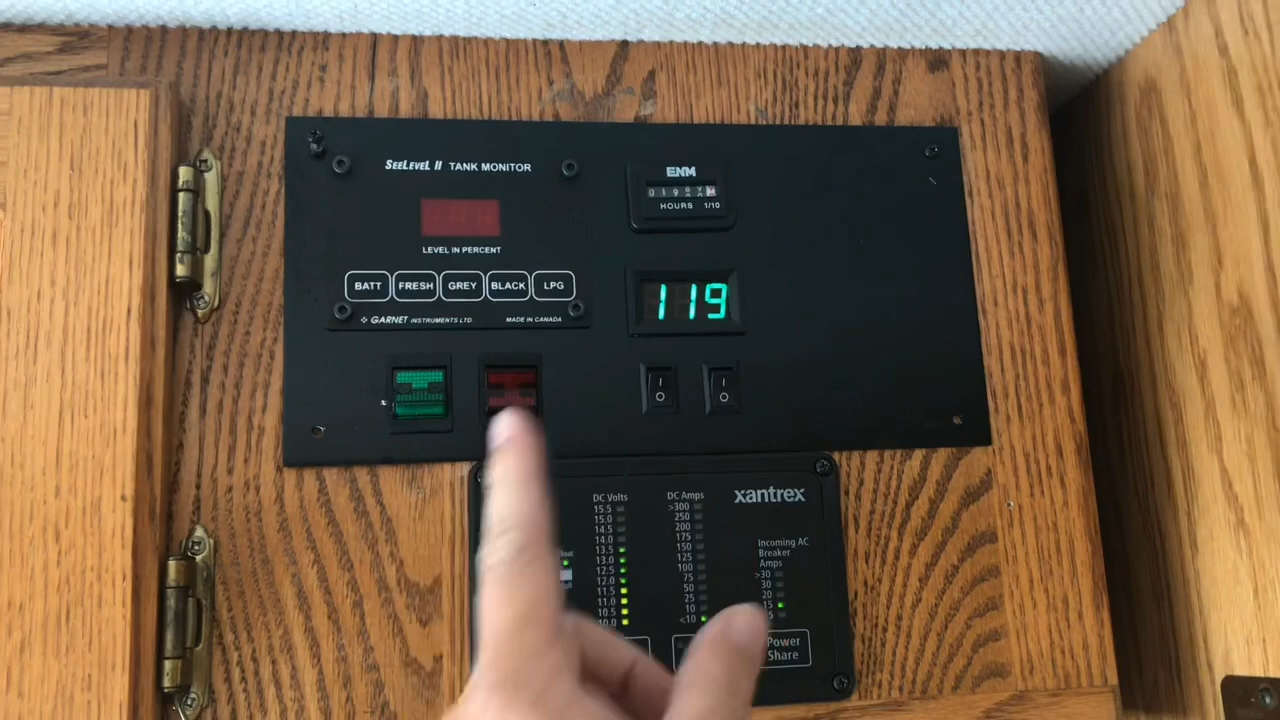 SEELEVEL II TANK MONITOR
LEVEL IN PERCENT
BATT FRESH GREY BLACK LPG
GARNET INSTRUMENTS LTD. MADE IN CANADA
ENM
HOURS 1/10
119
I I
O O
xantrex
DC Volts
15.5
15.0
14.5
14.0
13.5
13.0
12.5
12.0
11.5
11.0
10.5
10.0
DC Amps
>300
250
200
175
150
125
100
75
50
25
10
<10
Incoming AC
Breaker
Amps
>30
30
20
15
5
Power
Share